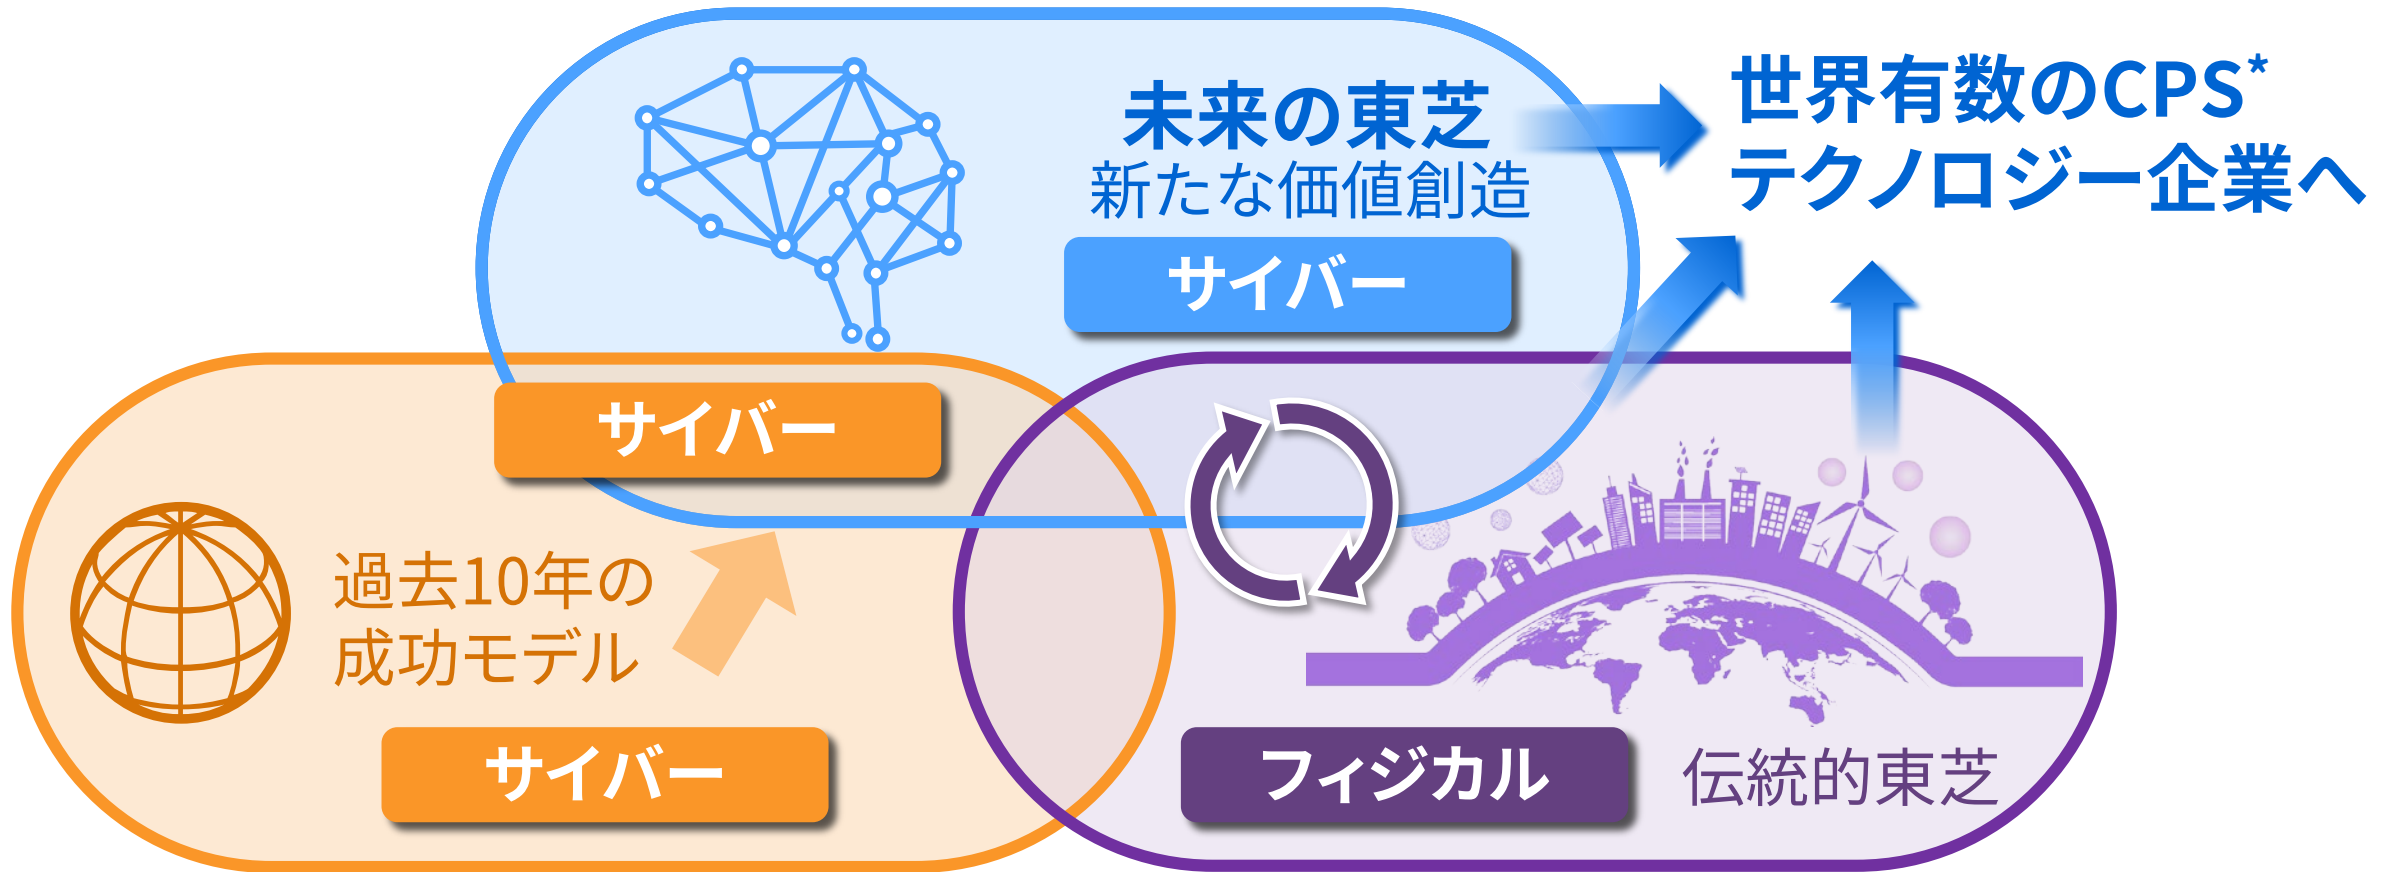 未来の東芝
新たな価値創造
サイバー
世界有数のCPS*
テクノロジー企業へ
サイバー
過去10年の
成功モデル
サイバー
フィジカル
伝統的東芝